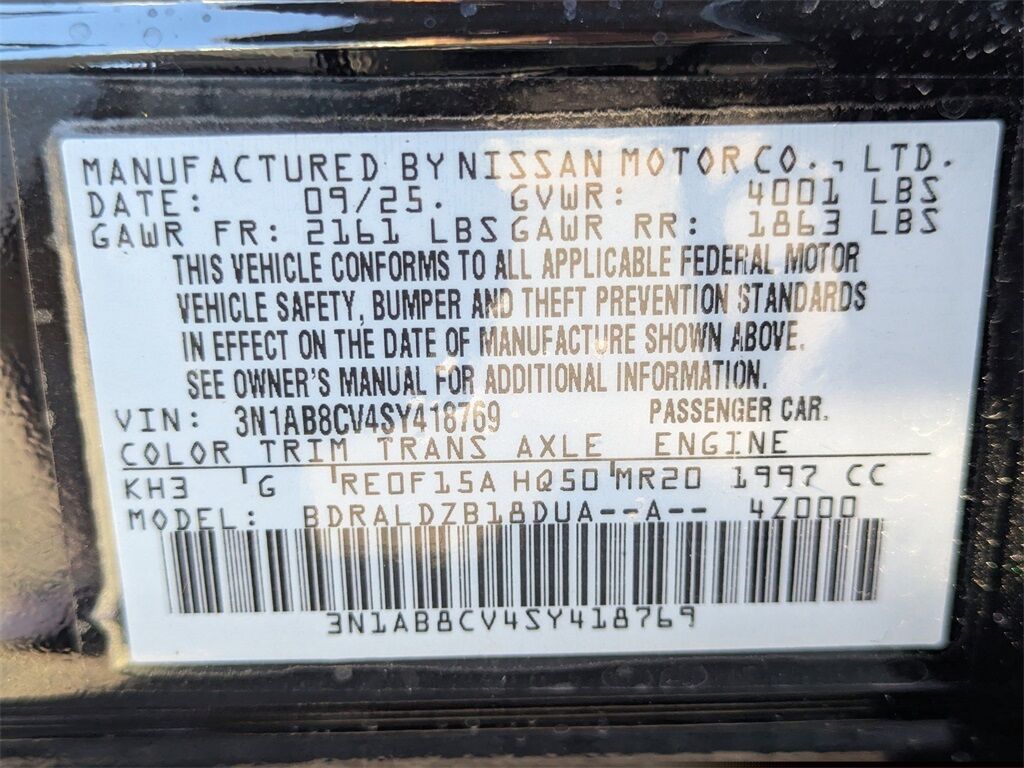 MANUFACTURED BY NISSAN MOTOR CO., LTD.
DATE: 09/25. GVWR: 4001 LBS
GAWR FR: 2161 LBS GAWR RR: 1863 LBS
THIS VEHICLE CONFORMS TO ALL APPLICABLE FEDERAL MOTOR
VEHICLE SAFETY, BUMPER AND THEFT PREVENTION STANDARDS
IN EFFECT ON THE DATE OF MANUFACTURE SHOWN ABOVE.
SEE OWNER'S MANUAL FOR ADDITIONAL INFORMATION.
VIN: 3N1AB8CV4SY418769 PASSENGER CAR.
COLOR TRIM TRANS AXLE ENGINE
KH3 G RE0F15A HQ50 MR20 1997 CC
MODEL: BDRALDZB18DUA--A-- 4Z000
3N1AB8CV4SY418769